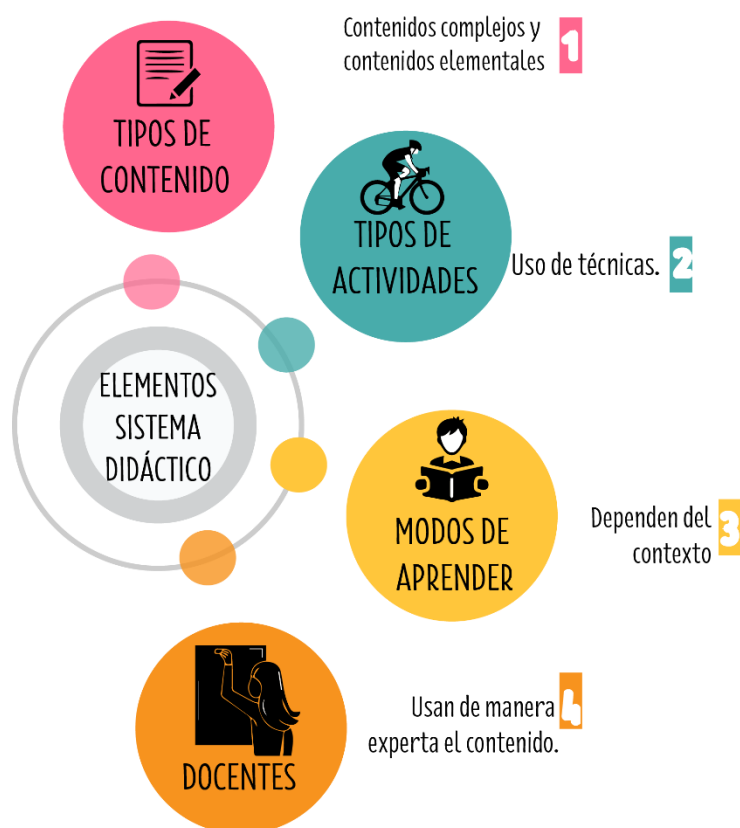 Contenidos complejos y
contenidos elementales
1
TIPOS DE
CONTENIDO
TIPOS DE
ACTIVIDADES
Uso de técnicas.
2
ELEMENTOS
SISTEMA
DIDÁCTICO
MODOS DE
APRENDER
Dependen del
contexto
3
DOCENTES
Usan de manera
experta el contenido.
4